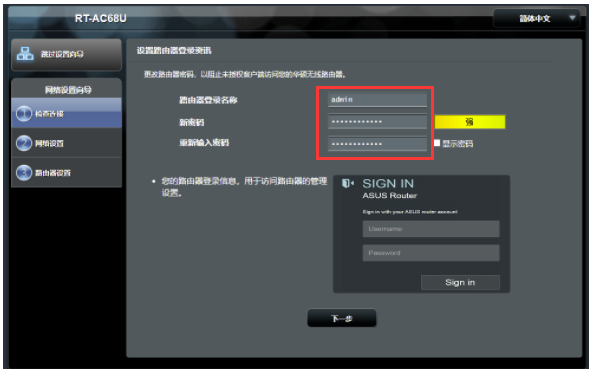 RT-AC68U
简体中文
跳过设置向导
网络设置向导
1 检查连接
2 网络设置
3 路由器设置
设置路由器登录资讯
更改路由器密码,以阻止未授权客户端访问您的华硕无线路由器。
路由器登录名称 admin
新密码 ············ 强
重新输入密码 ············ 显示密码
• 您的路由器登录信息,用于访问路由器的管理
设置。
SIGN IN
ASUS Router
Sign in with your ASUS router account
Username
Password
Sign in
下一步